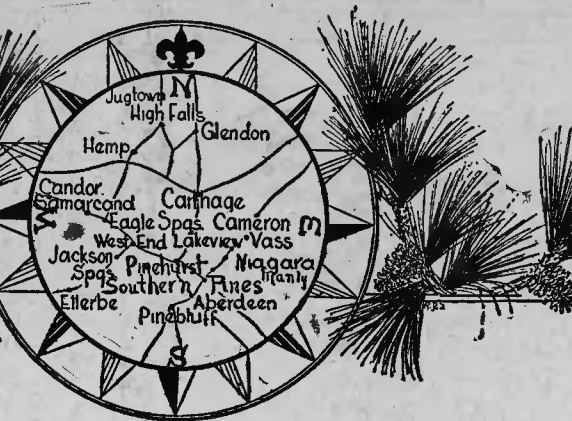 N
Jugtown
High Falls
Glendon
Hemp
Candor
Samarcand
Carthage
W
Eagle Spgs Cameron E
West End Lakeview Vass
Jackson Spgs
Pinehurst
Niagara
Manly
Southern Pines
Ellerbe
Aberdeen
Pinebluff
S